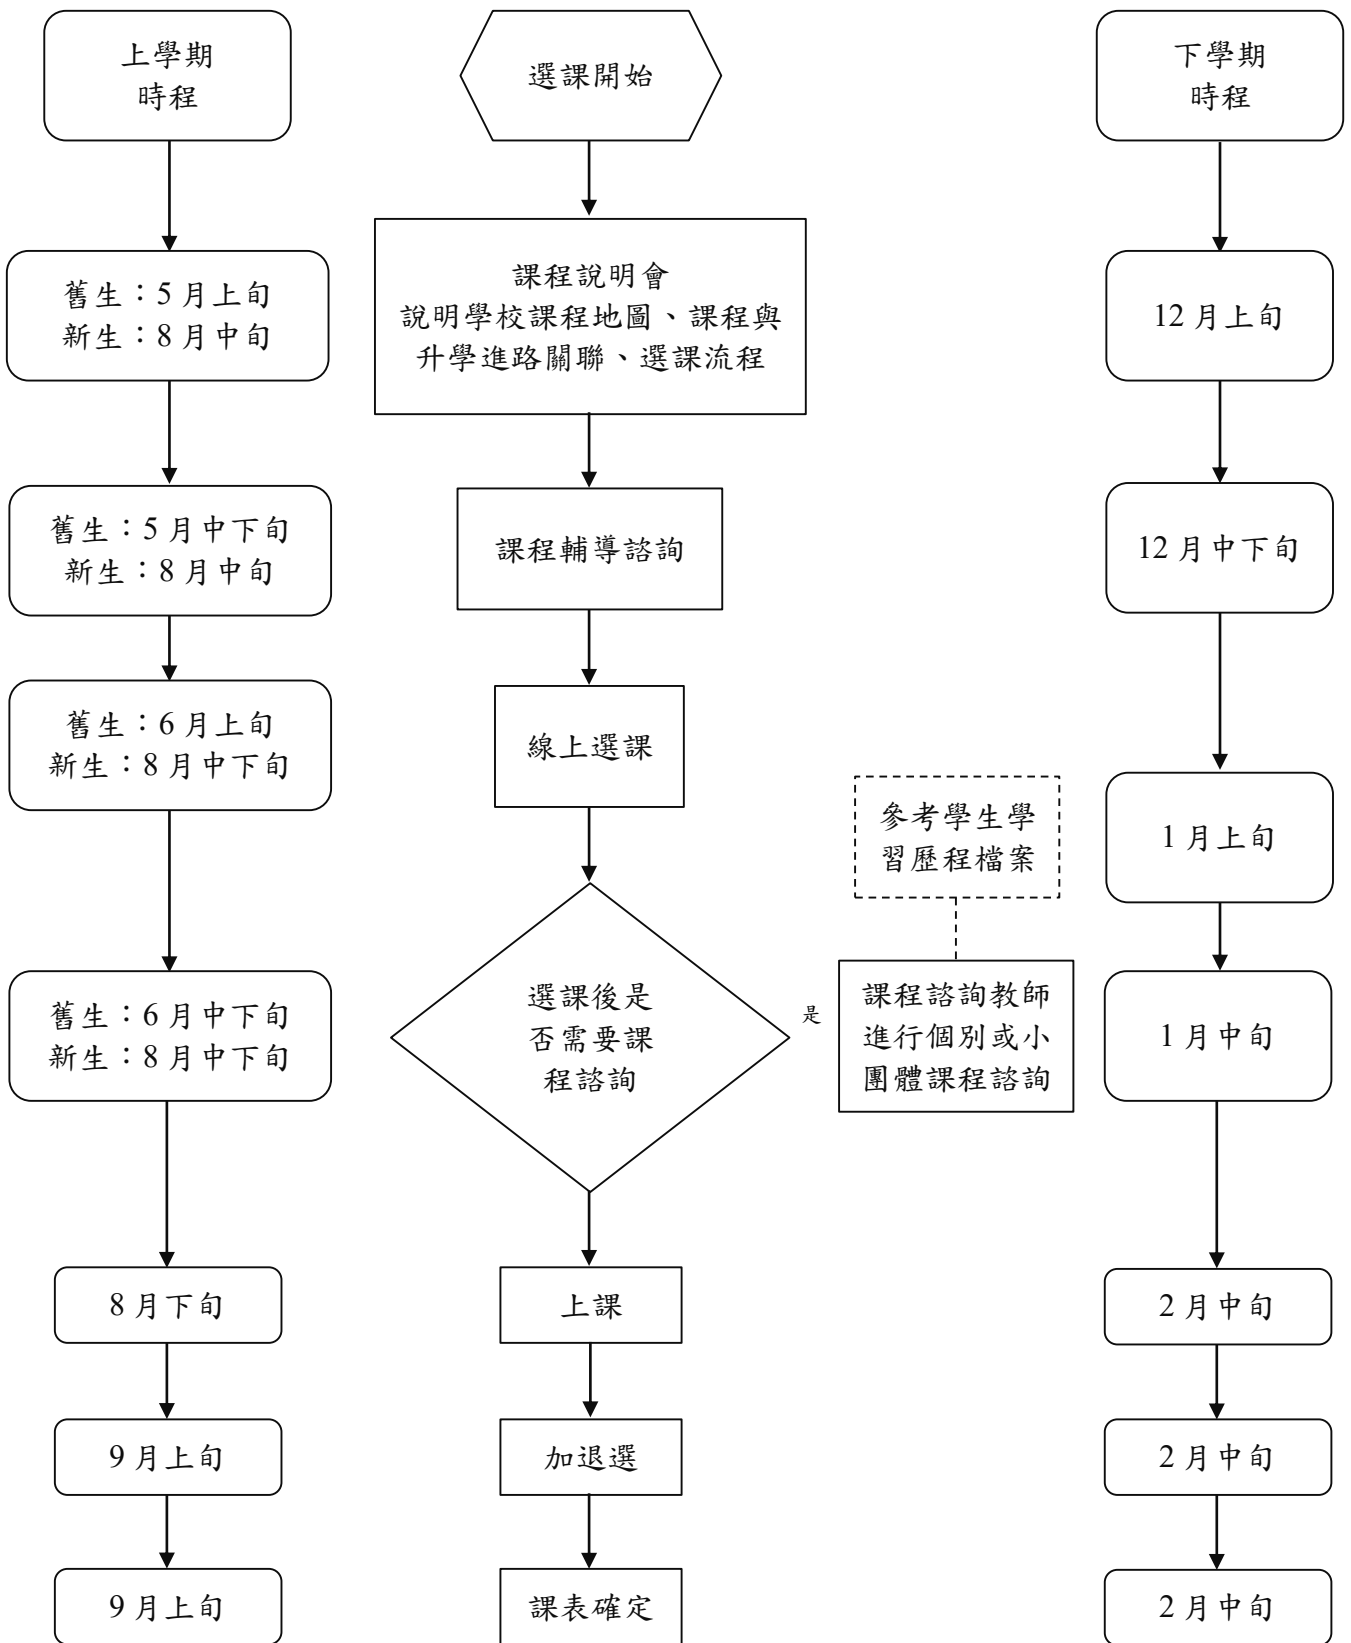 上學期
時程
選課開始
下學期
時程
舊生：5 月上旬
新生：8 月中旬
課程說明會
說明學校課程地圖、課程與
升學進路關聯、選課流程
12 月上旬
舊生：5 月中下旬
新生：8 月中旬
課程輔導諮詢
12 月中下旬
舊生：6 月上旬
新生：8 月中下旬
線上選課
參考學生學
習歷程檔案
1 月上旬
舊生：6 月中下旬
新生：8 月中下旬
選課後是
否需要課
程諮詢
是
課程諮詢教師
進行個別或小
團體課程諮詢
1 月中旬
8 月下旬
上課
2 月中旬
9 月上旬
加退選
2 月中旬
9 月上旬
課表確定
2 月中旬